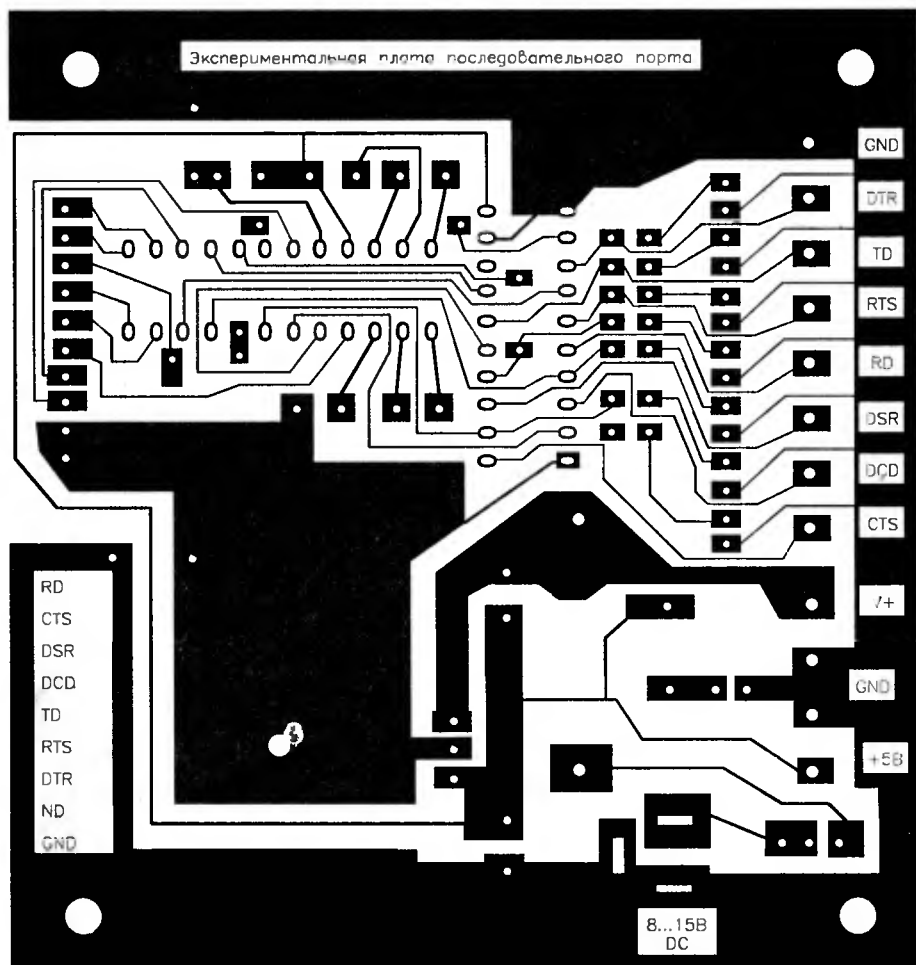 Экспериментальная плата последовательного порта
GND
DTR
TD
RTS
RD
DSR
DCD
CTS
V+
GND
+5В
RD
CTS
DSR
DCD
TD
RTS
DTR
ND
GND
8...15В
DC